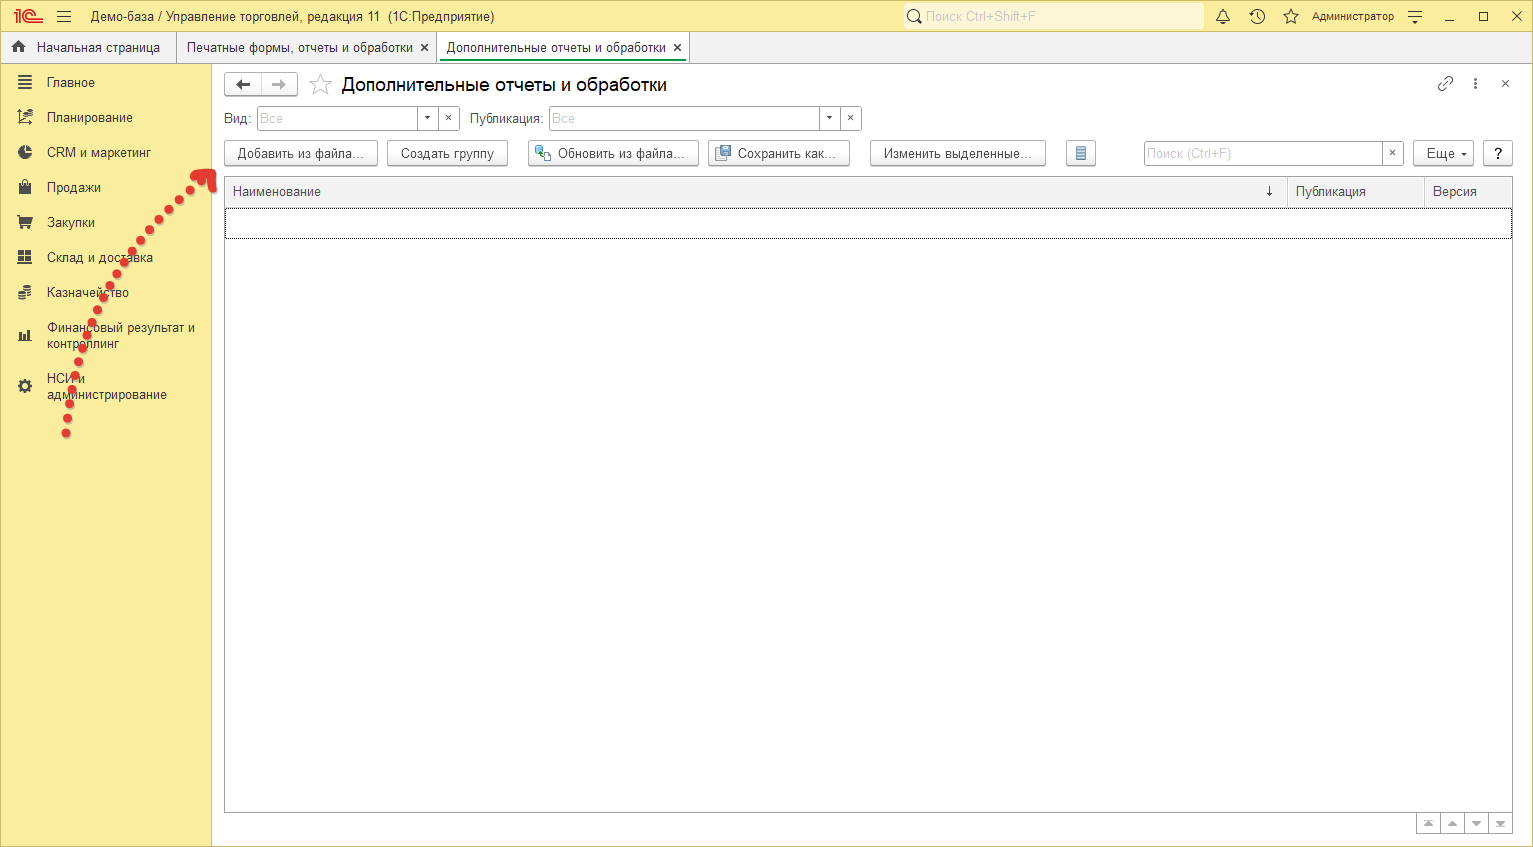 1С Демо-база / Управление торговлей, редакция 11 (1С:Предприятие) Поиск Ctrl+Shift+F Администратор
Начальная страница Печатные формы, отчеты и обработки Дополнительные отчеты и обработки
Главное
Планирование
CRM и маркетинг
Продажи
Закупки
Склад и доставка
Казначейство
Финансовый результат и
контроллинг
НСИ и
администрирование
Дополнительные отчеты и обработки
Вид: Все Публикация: Все
Добавить из файла... Создать группу Обновить из файла... Сохранить как... Изменить выделенные... Поиск (Ctrl+F) Еще ?
Наименование Публикация Версия